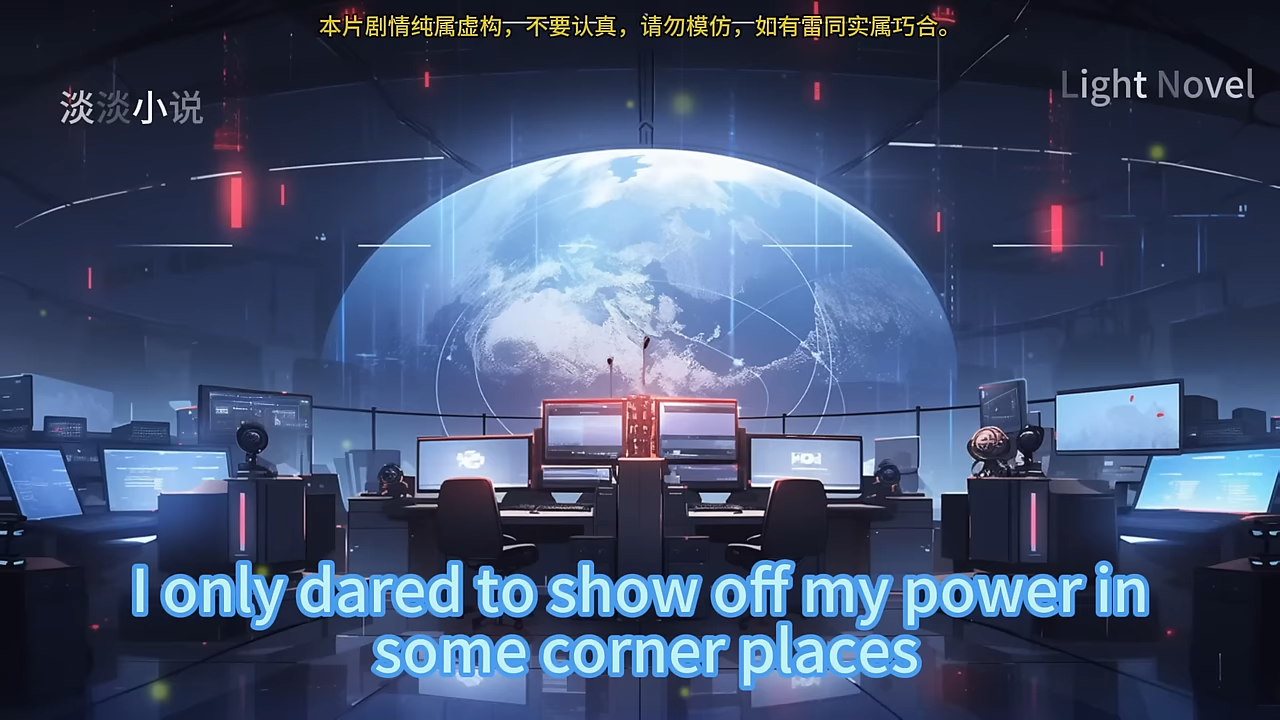 本片剧情纯属虚构，不要认真，请勿模仿，如有雷同实属巧合。
淡淡小说
Light Novel
I only dared to show off my power in
some corner places